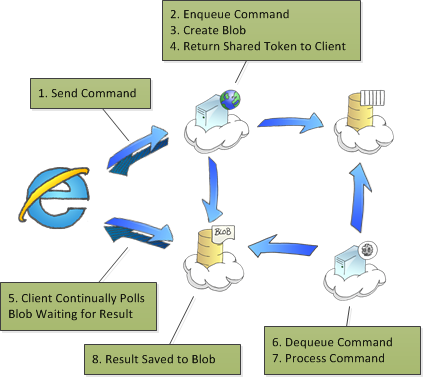 2. Enqueue Command
3. Create Blob
4. Return Shared Token to Client
1. Send Command
BLOB
5. Client Continually Polls
Blob Waiting for Result
6. Dequeue Command
7. Process Command
8. Result Saved to Blob